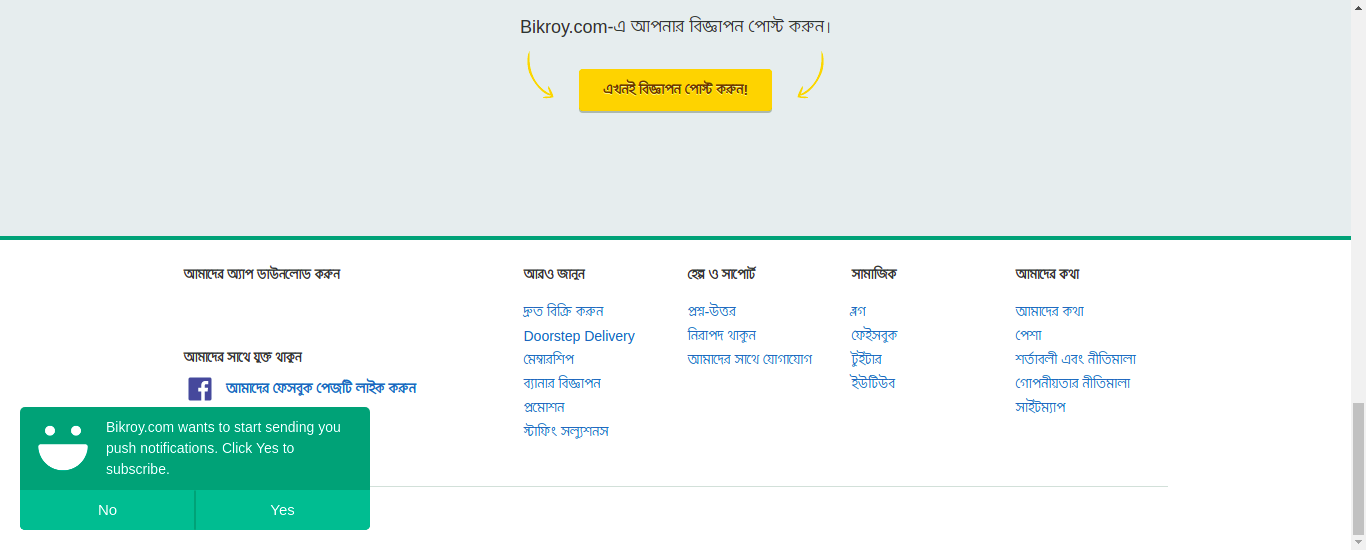 Bikroy.com-এ আপনার বিজ্ঞাপন পোস্ট করুন।
এখনই বিজ্ঞাপন পোস্ট করুন!
আমাদের অ্যাপ ডাউনলোড করুন
আমাদের সাথে যুক্ত থাকুন
আমাদের ফেসবুক পেজটি লাইক করুন
আরও জানুন
দ্রুত বিক্রি করুন
Doorstep Delivery
মেম্বারশিপ
ব্যানার বিজ্ঞাপন
প্রমোশন
স্টাফিং সল্যুশনস
হেল্প ও সাপোর্ট
প্রশ্ন-উত্তর
নিরাপদ থাকুন
আমাদের সাথে যোগাযোগ
সামাজিক
ব্লগ
ফেইসবুক
টুইটার
ইউটিউব
আমাদের কথা
আমাদের কথা
পেশা
শর্তাবলী এবং নীতিমালা
গোপনীয়তার নীতিমালা
সাইটম্যাপ
Bikroy.com wants to start sending you
push notifications. Click Yes to
subscribe.
No
Yes